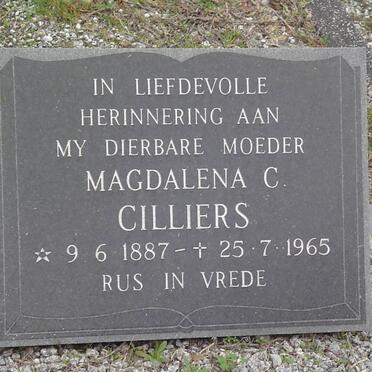 IN LIEFDEVOLLE
HERINNERING AAN
MY DIERBARE MOEDER
MAGDALENA C.
CILLIERS
☆ 9 6 1887 – ✝ 25·7·1965
RUS IN VREDE